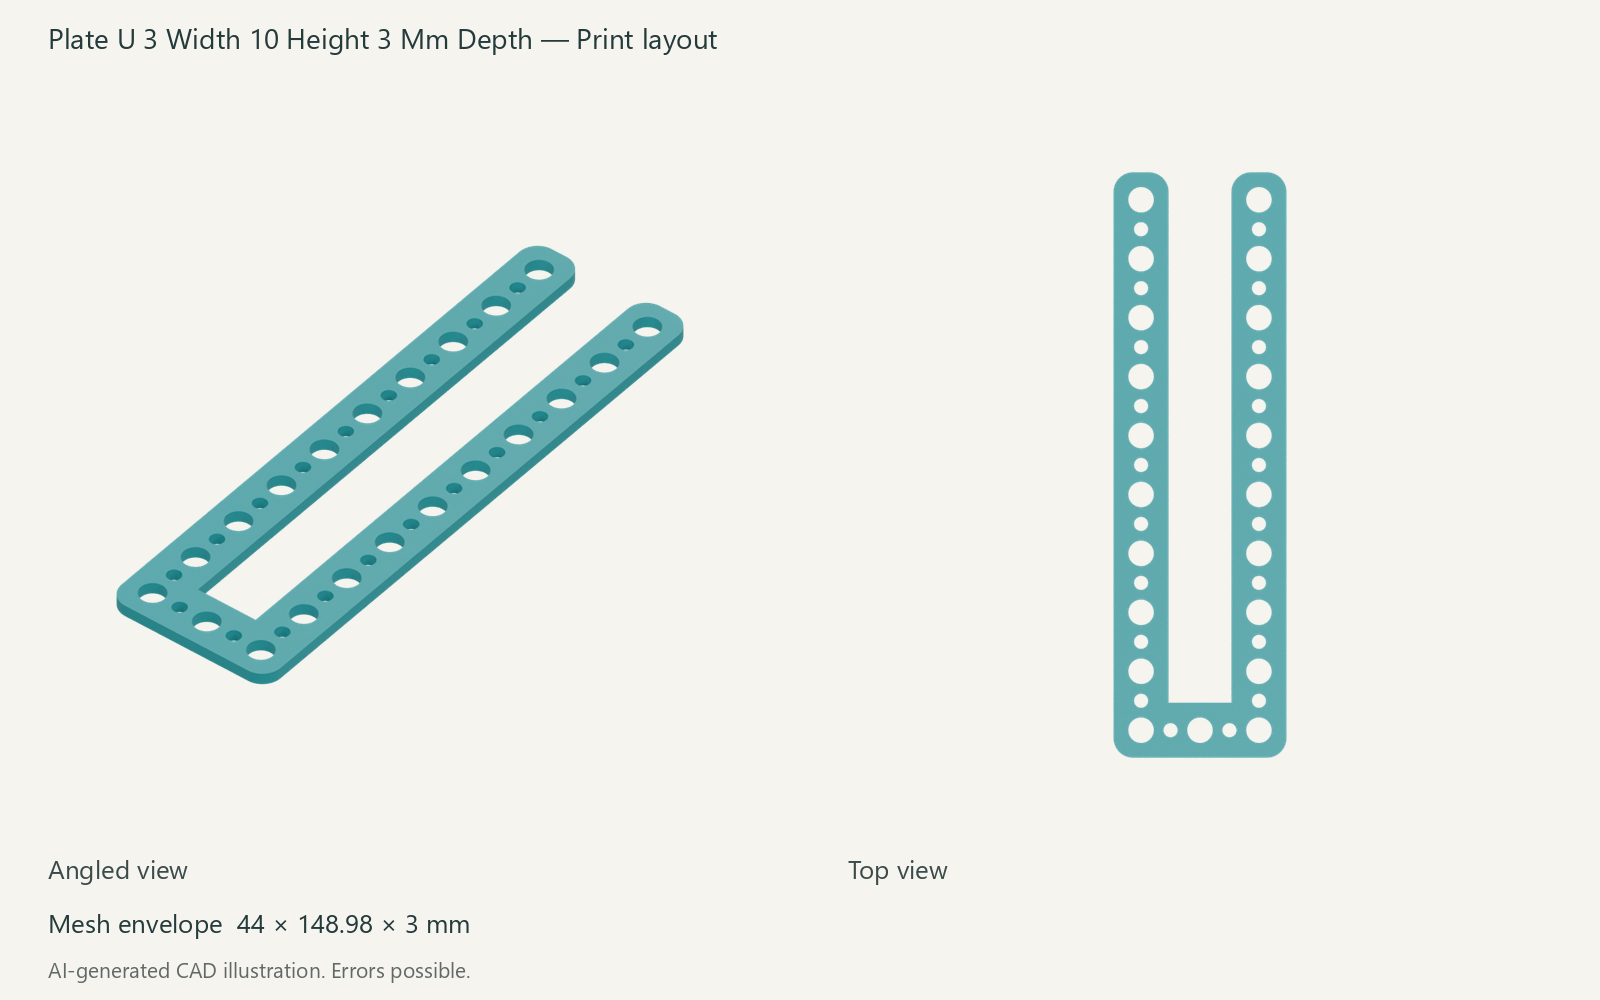 Plate U 3 Width 10 Height 3 Mm Depth — Print layout
Angled view
Top view
Mesh envelope  44 × 148.98 × 3 mm
AI-generated CAD illustration. Errors possible.